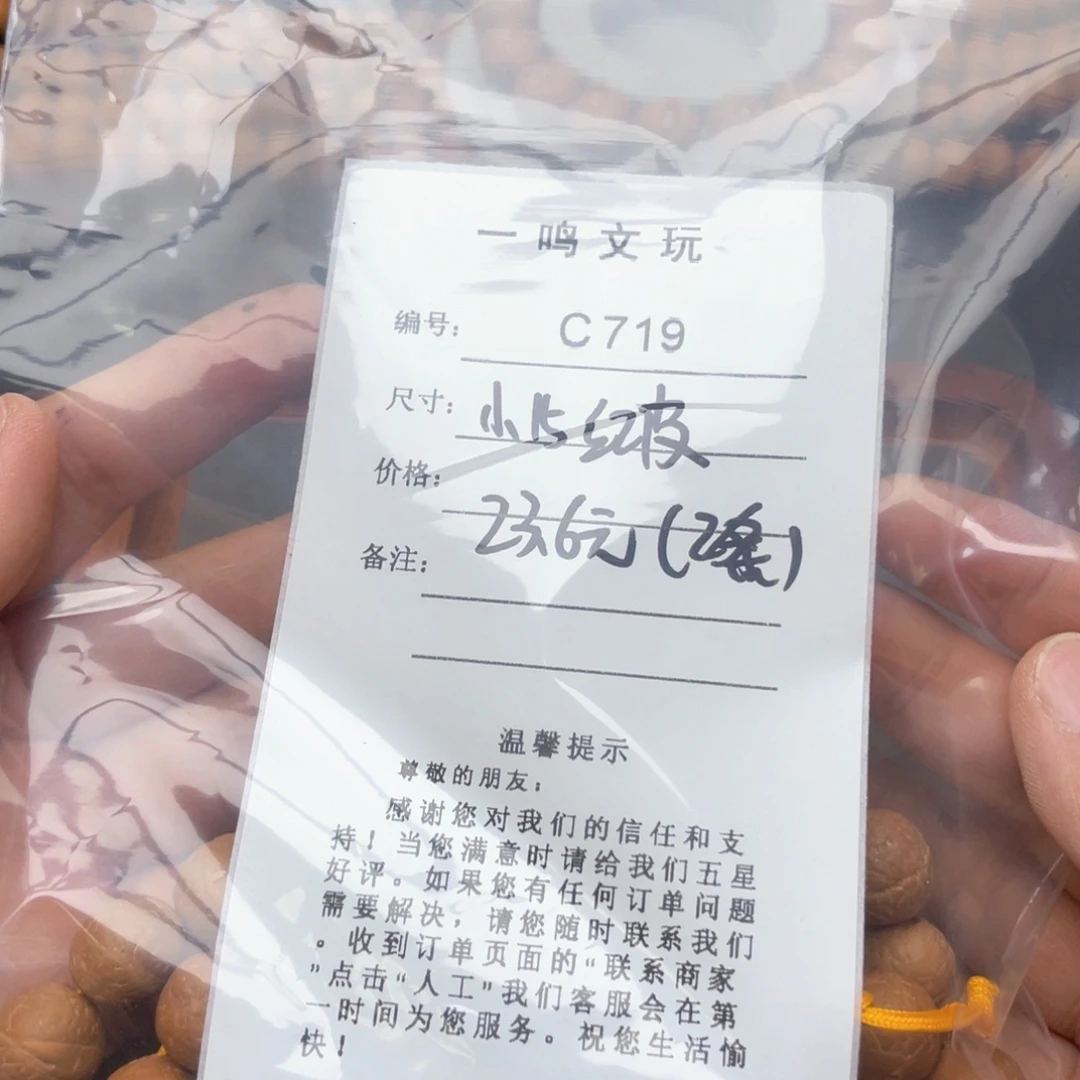 一鸣文玩
编号: C719
尺寸: 小15红皮
价格:
236元(2条)
备注:
温馨提示
尊敬的朋友:
感谢您对我们的信任和支
持！当您满意时请给我们五星
好评。如果您有任何订单问题
需要解决，请您随时联系我们
。收到订单页面的“联系商家
”点击“人工”我们客服会在第
一时间为您服务。祝您生活愉
快！